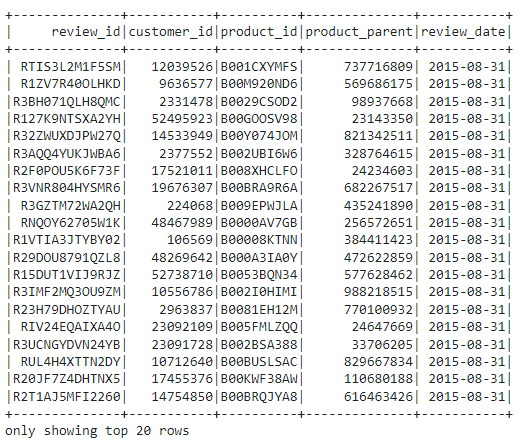 +--------------+-----------+----------+--------------+-----------+
|     review_id|customer_id|product_id|product_parent|review_date|
+--------------+-----------+----------+--------------+-----------+
| RTIS3L2M1F5SM|   12039526|B001CXYMFS|     737716809| 2015-08-31|
| R1ZV7R40OLHKD|    9636577|B00M920ND6|     569686175| 2015-08-31|
|R3BH071QLH8QMC|    2331478|B0029CSOD2|      98937668| 2015-08-31|
|R127K9NTSXA2YH|   52495923|B00GOOSV98|      23143350| 2015-08-31|
|R32ZWUXDJPW27Q|   14533949|B00Y074JOM|     821342511| 2015-08-31|
|R3AQQ4YUKJWBA6|    2377552|B002UBI6W6|     328764615| 2015-08-31|
|R2F0POU5K6F73F|   17521011|B008XHCLFO|      24234603| 2015-08-31|
|R3VNR804HYSMR6|   19676307|B00BRA9R6A|     682267517| 2015-08-31|
| R3GZTM72WA2QH|     224068|B009EPWJLA|     435241890| 2015-08-31|
| RNQOY62705W1K|   48467989|B0000AV7GB|     256572651| 2015-08-31|
|R1VTIA3JTYBY02|     106569|B00008KTNN|     384411423| 2015-08-31|
|R29DOU8791QZL8|   48269642|B000A3IA0Y|     472622859| 2015-08-31|
|R15DUT1VIJ9RJZ|   52738710|B0053BQN34|     577628462| 2015-08-31|
|R3IMF2MQ3OU9ZM|   10556786|B002I0HIMI|     988218515| 2015-08-31|
|R23H79DHOZTYAU|    2963837|B0081EH12M|     770100932| 2015-08-31|
| RIV24EQAIXA4O|   23092109|B005FMLZQQ|      24647669| 2015-08-31|
|R3UCNGYDVN24YB|   23091728|B002BSA388|      33706205| 2015-08-31|
| RUL4H4XTTN2DY|   10712640|B00BUSLSAC|     829667834| 2015-08-31|
|R20JF7Z4DHTNX5|   17455376|B00KWF38AW|     110680188| 2015-08-31|
|R2T1AJ5MFI2260|   14754850|B00BRQJYA8|     616463426| 2015-08-31|
+--------------+-----------+----------+--------------+-----------+
only showing top 20 rows